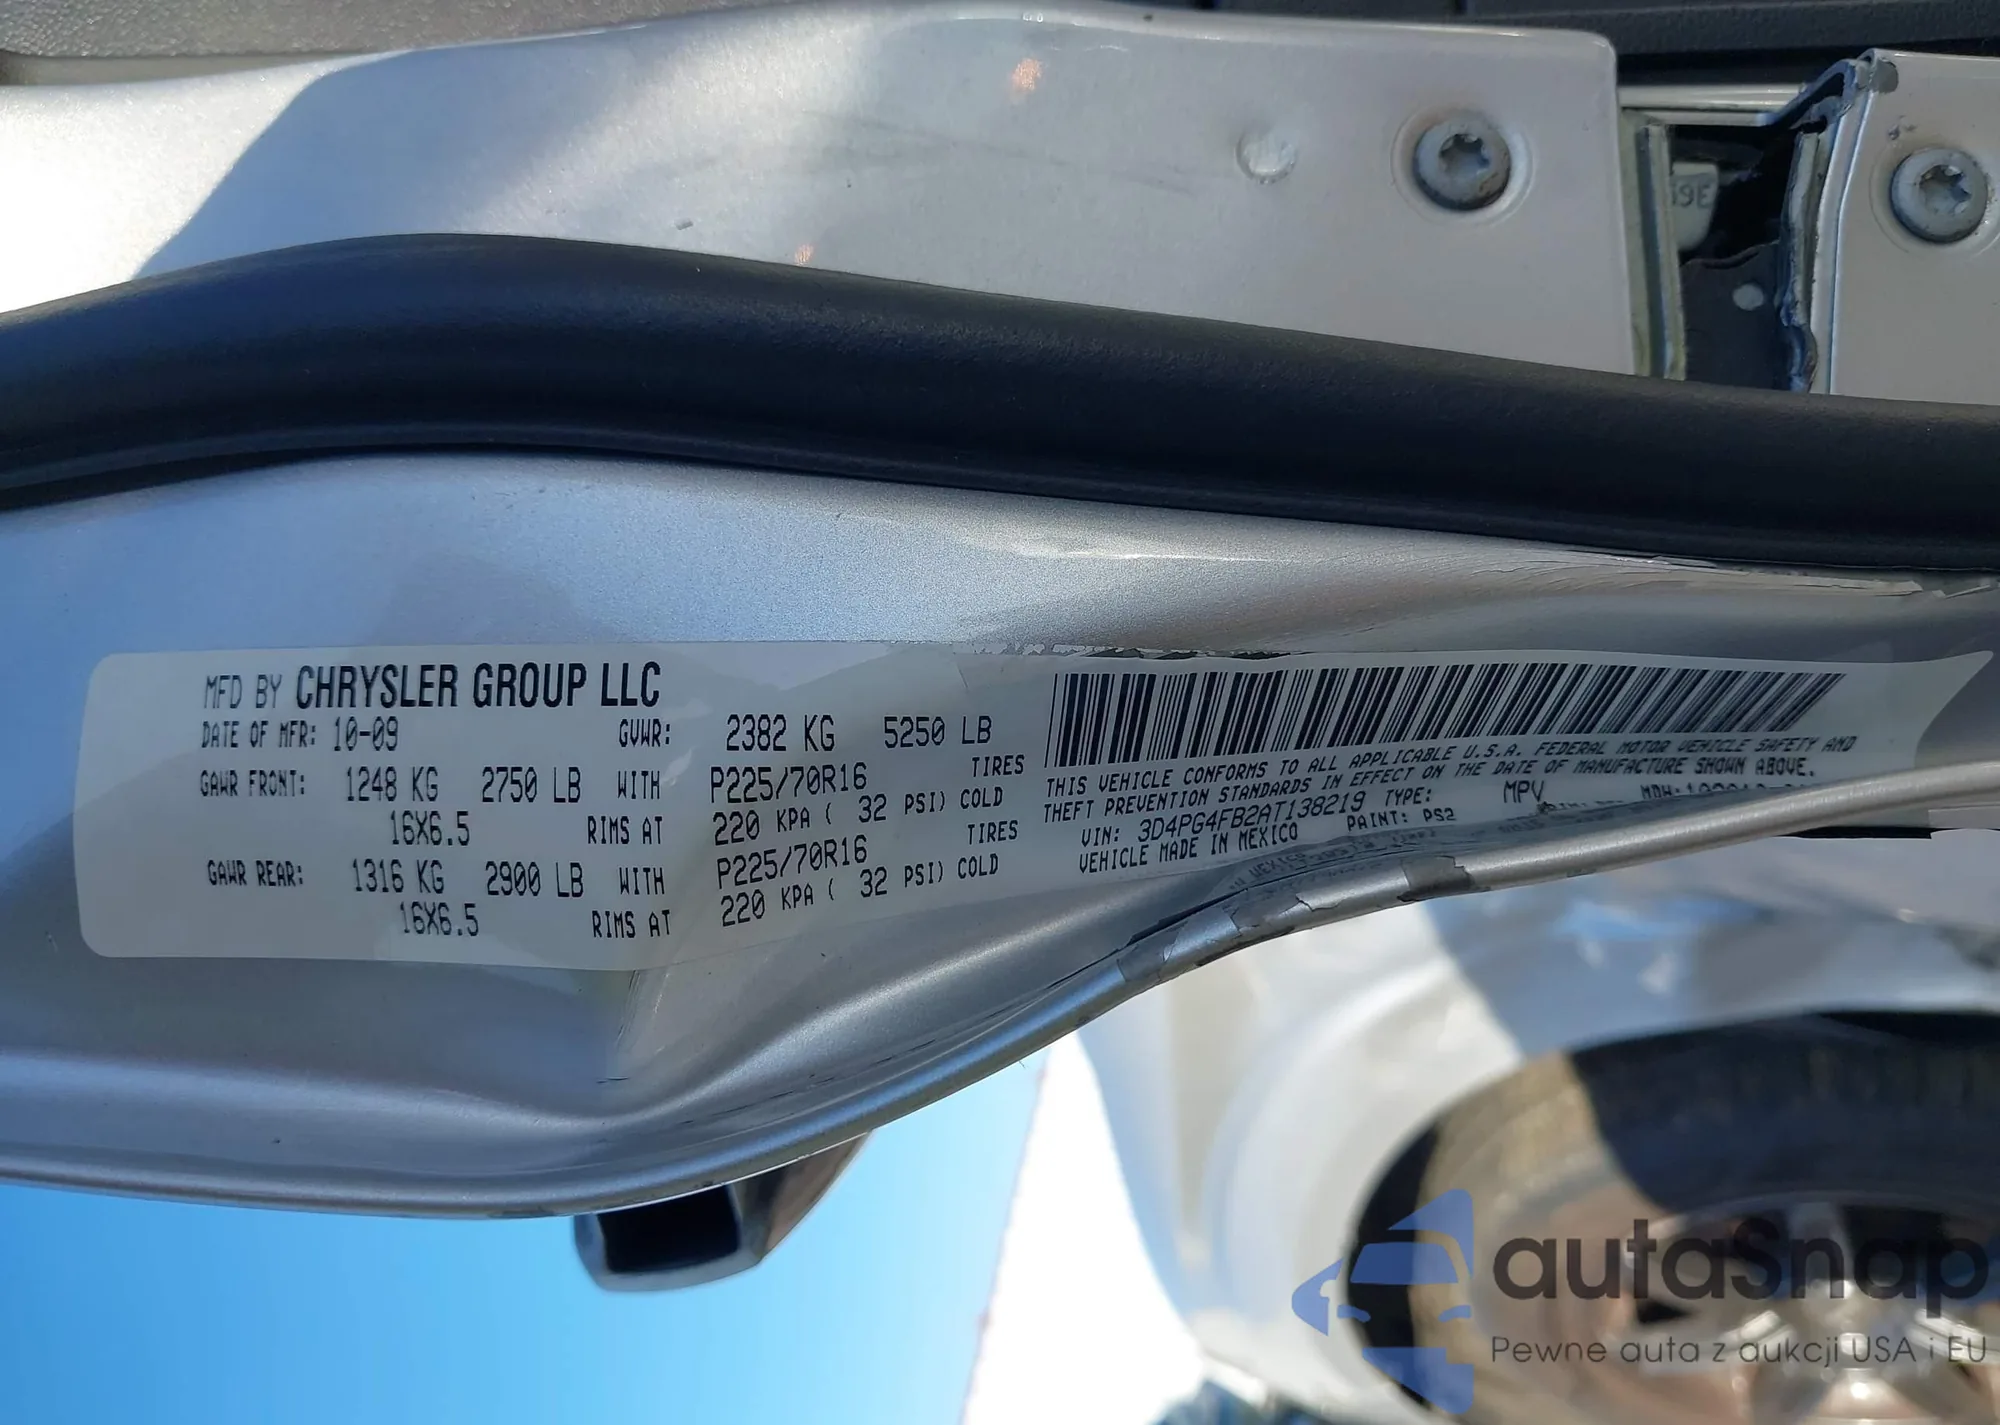 69E
MFD BY CHRYSLER GROUP LLC
DATE OF MFR: 10-09 GVWR: 2382 KG 5250 LB
GAWR FRONT: 1248 KG 2750 LB WITH P225/70R16 TIRES
16X6.5 RIMS AT 220 KPA ( 32 PSI) COLD
GAWR REAR: 1316 KG 2900 LB WITH P225/70R16 TIRES
16X6.5 RIMS AT 220 KPA ( 32 PSI) COLD
THIS VEHICLE CONFORMS TO ALL APPLICABLE U.S.A. FEDERAL MOTOR VEHICLE SAFETY AND
THEFT PREVENTION STANDARDS IN EFFECT ON THE DATE OF MANUFACTURE SHOWN ABOVE.
VIN: 3D4PG4FB2AT138219 TYPE: MPV MDH:
VEHICLE MADE IN MEXICO PAINT: PS2
autaSnap
Pewne auta z aukcji USA i EU